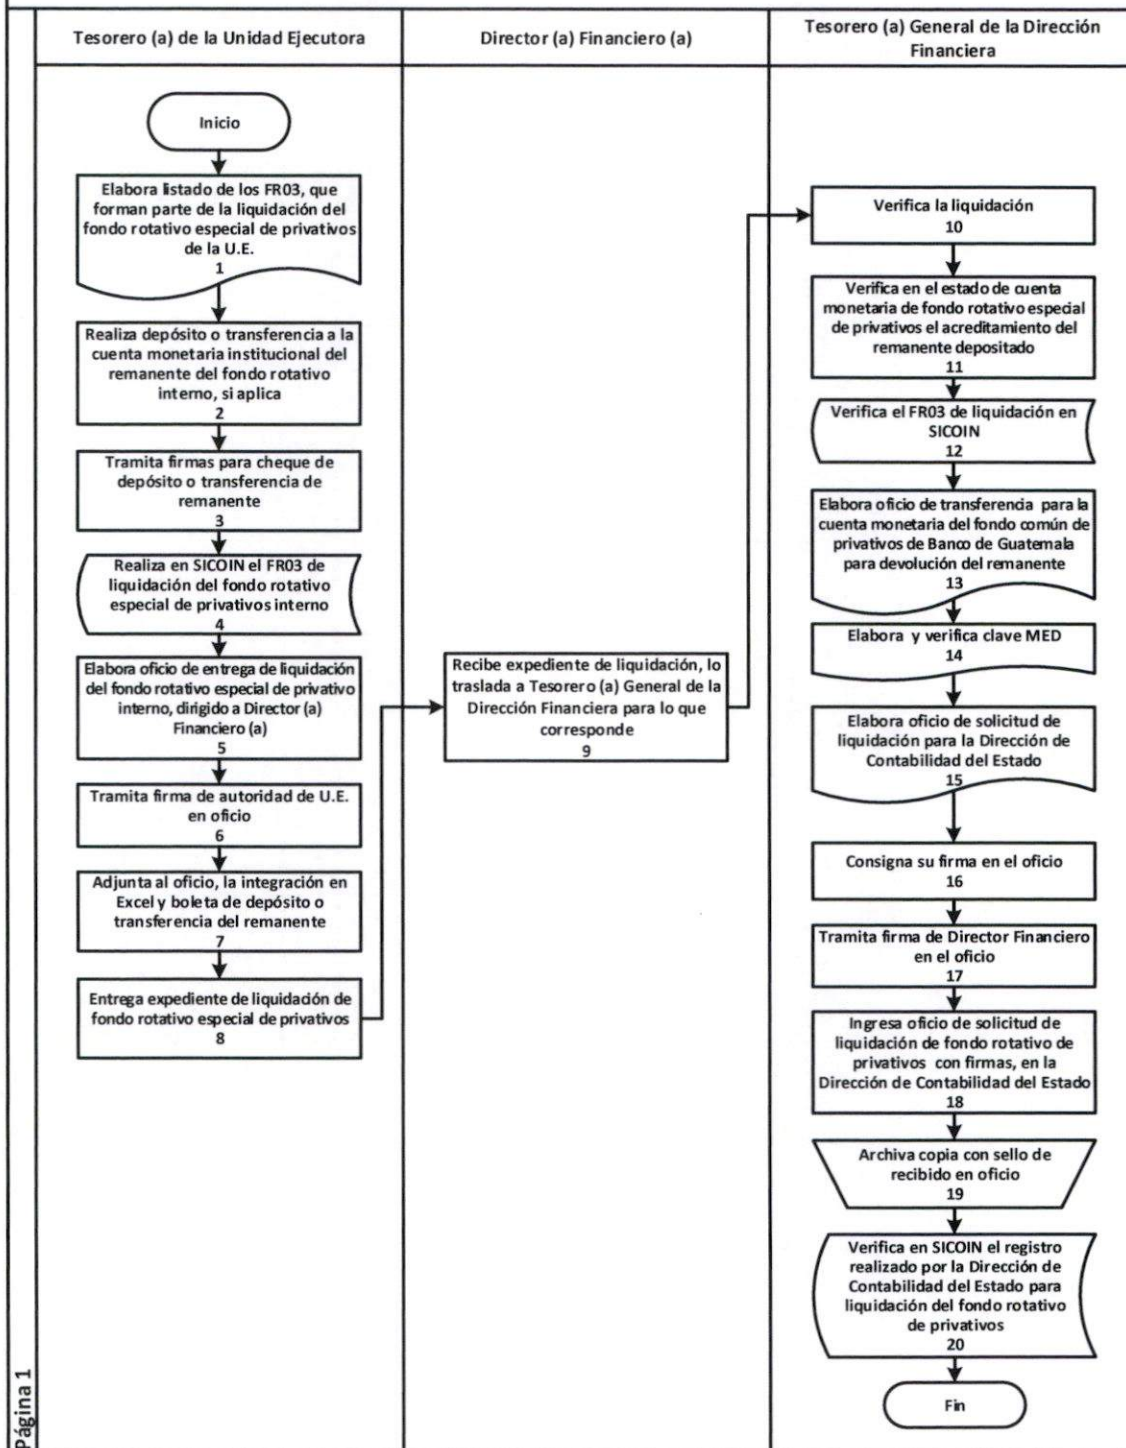 Tesorero (a) de la Unidad Ejecutora
Director (a) Financiero (a)
Tesorero (a) General de la Dirección
Financiera
Inicio
Elabora listado de los FR03, que
forman parte de la liquidación del
fondo rotativo especial de privativos
de la U.E.
1
Realiza depósito o transferencia a la
cuenta monetaria institucional del
remanente del fondo rotativo
interno, si aplica
2
Tramita firmas para cheque de
depósito o transferencia de
remanente
3
Realiza en SICOIN el FR03 de
liquidación del fondo rotativo
especial de privativos interno
4
Elabora oficio de entrega de liquidación
del fondo rotativo especial de privativo
interno, dirigido a Director (a)
Financiero (a)
5
Tramita firma de autoridad de U.E.
en oficio
6
Adjunta al oficio, la integración en
Excel y boleta de depósito o
transferencia del remanente
7
Entrega expediente de liquidación de
fondo rotativo especial de privativos
8
Recibe expediente de liquidación, lo
traslada a Tesorero (a) General de la
Dirección Financiera para lo que
corresponde
9
Verifica la liquidación
10
Verifica en el estado de cuenta
monetaria de fondo rotativo especial
de privativos el acreditamiento del
remanente depositado
11
Verifica el FR03 de liquidación en
SICOIN
12
Elabora oficio de transferencia para la
cuenta monetaria del fondo común de
privativos de Banco de Guatemala
para devolución del remanente
13
Elabora y verifica clave MED
14
Elabora oficio de solicitud de
liquidación para la Dirección de
Contabilidad del Estado
15
Consigna su firma en el oficio
16
Tramita firma de Director Financiero
en el oficio
17
Ingresa oficio de solicitud de
liquidación de fondo rotativo de
privativos con firmas, en la
Dirección de Contabilidad del Estado
18
Archiva copia con sello de
recibido en oficio
19
Verifica en SICOIN el registro
realizado por la Dirección de
Contabilidad del Estado para
liquidación del fondo rotativo
de privativos
20
Fin
Página 1